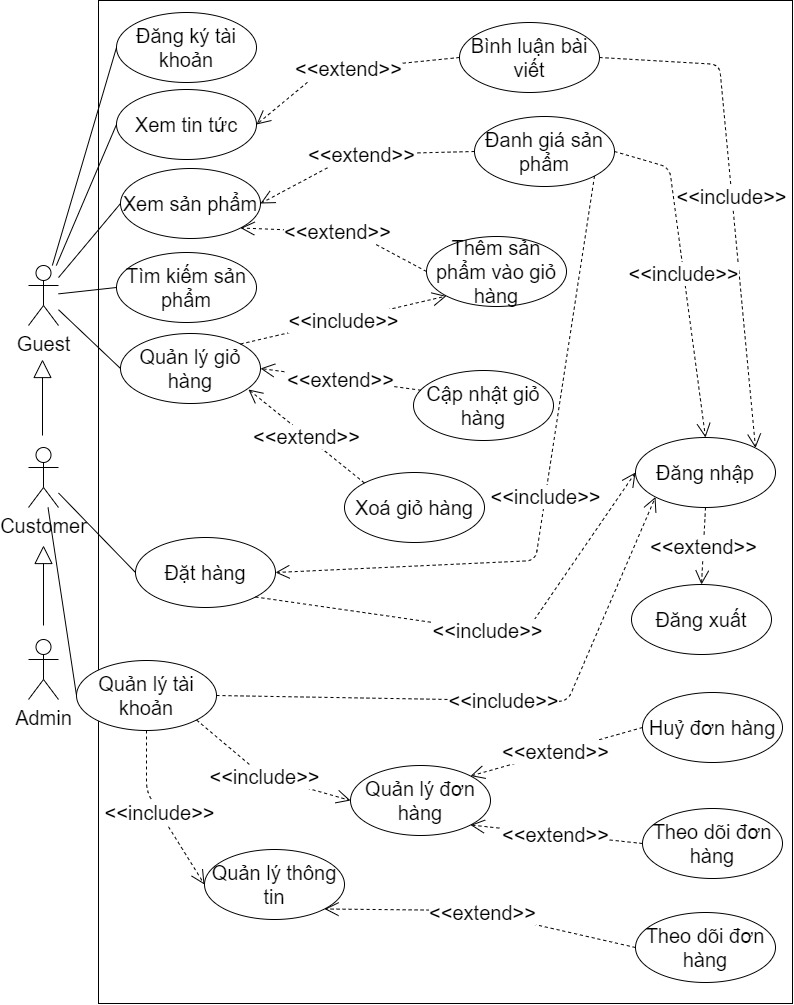 Đăng ký tài
khoản
Bình luận bài
viết
<<extend>>
Xem tin tức
Đanh giá sản
phẩm
<<extend>>
<<include>>
Xem sản phẩm
<<extend>>
Thêm sản
phẩm vào giỏ
hàng
<<include>>
Tìm kiếm sản
phẩm
<<include>>
Guest
Quản lý giỏ
hàng
<<extend>>
Cập nhật giỏ
hàng
<<extend>>
Đăng nhập
<<include>>
Xoá giỏ hàng
Customer
<<extend>>
Đặt hàng
Đăng xuất
<<include>>
Admin
Quản lý tài
khoản
<<include>>
Huỷ đơn hàng
<<extend>>
<<include>>
Quản lý đơn
hàng
<<include>>
<<extend>>
Theo dõi đơn
hàng
Quản lý thông
tin
<<extend>>
Theo dõi đơn
hàng